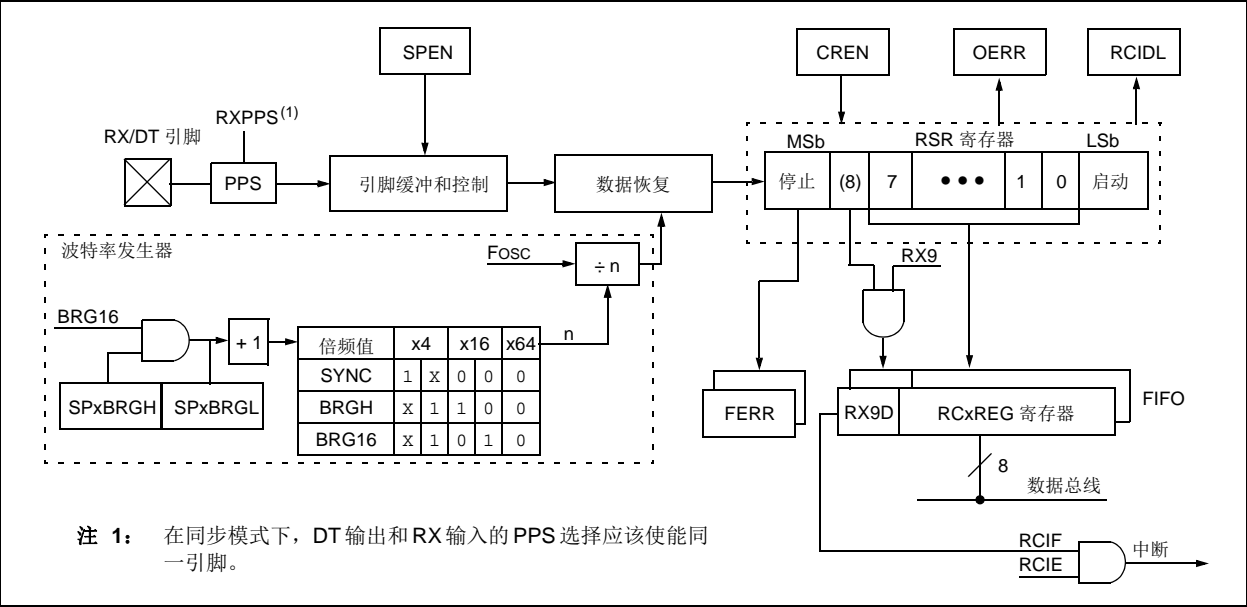 SPEN
CREN
OERR
RCIDL
RXPPS(1)
RX/DT 引脚
MSb
RSR 寄存器
LSb
PPS
引脚缓冲和控制
数据恢复
停止 (8) 7 ●●● 1 0 启动
波特率发生器
FOSC
÷ n
RX9
BRG16
+ 1
n
倍频值 x4 x16 x64
SYNC 1 X 0 0 0
BRGH X 1 1 0 0
BRG16 X 1 0 1 0
SPxBRGH SPxBRGL
FERR
RX9D
RCxREG 寄存器
FIFO
8
数据总线
注 1： 在同步模式下，DT 输出和 RX 输入的 PPS 选择应该使能同
一引脚。
RCIF
RCIE
中断